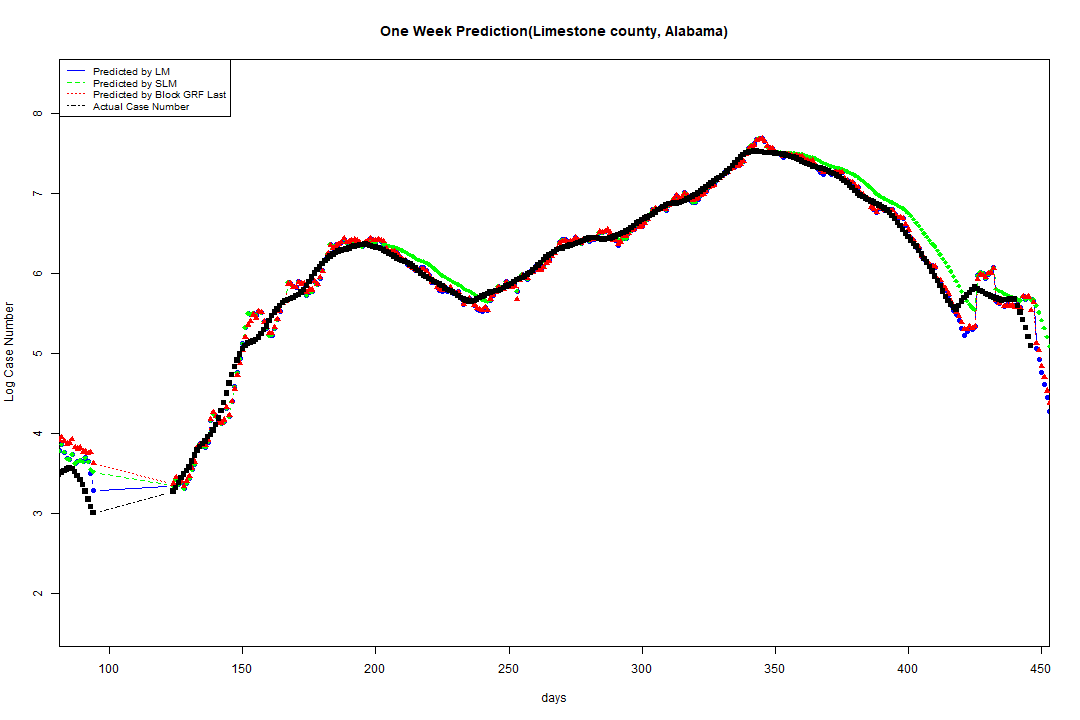 One Week Prediction(Limestone county, Alabama)
Predicted by LM
Predicted by SLM
Predicted by Block GRF Last
Actual Case Number
8
7
6
5
4
3
2
Log Case Number
100 150 200 250 300 350 400 450
days